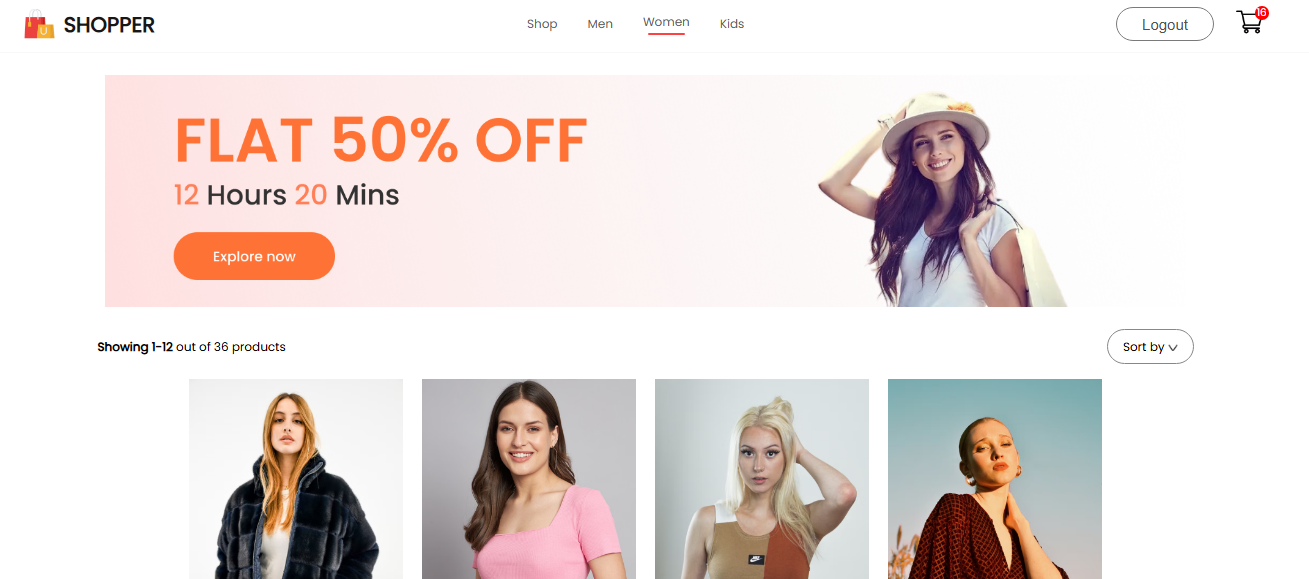 SHOPPER
Shop Men Women Kids
Logout
16
FLAT 50% OFF
12 Hours 20 Mins
Explore now
Showing 1-12 out of 36 products
Sort by